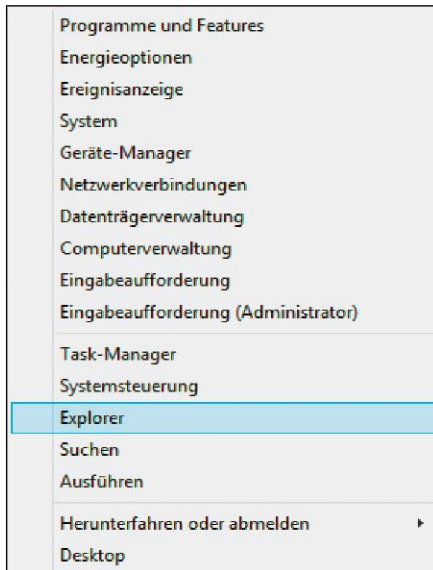 Programme und Features
Energieoptionen
Ereignisanzeige
System
Geräte-Manager
Netzwerkverbindungen
Datenträgerverwaltung
Computerverwaltung
Eingabeaufforderung
Eingabeaufforderung (Administrator)
Task-Manager
Systemsteuerung
Explorer
Suchen
Ausführen
Herunterfahren oder abmelden
Desktop